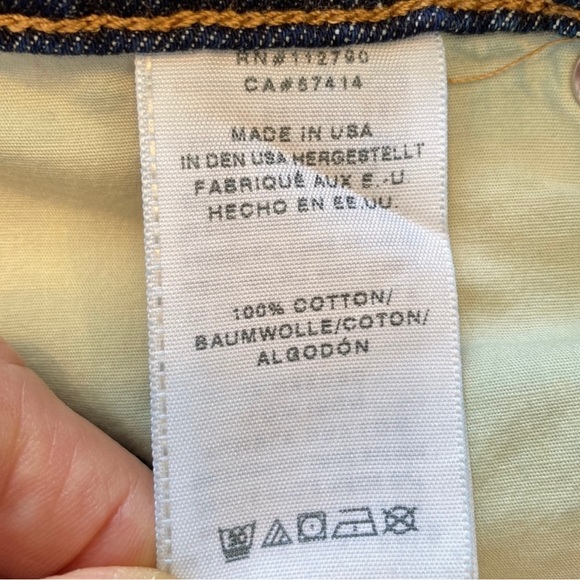 RN#112790
CA#57414
MADE IN USA
IN DEN USA HERGESTELLT
FABRIQUÉ AUX E.-U
HECHO EN EE.UU.
100% COTTON/
BAUMWOLLE/COTON/
ALGODÓN
30